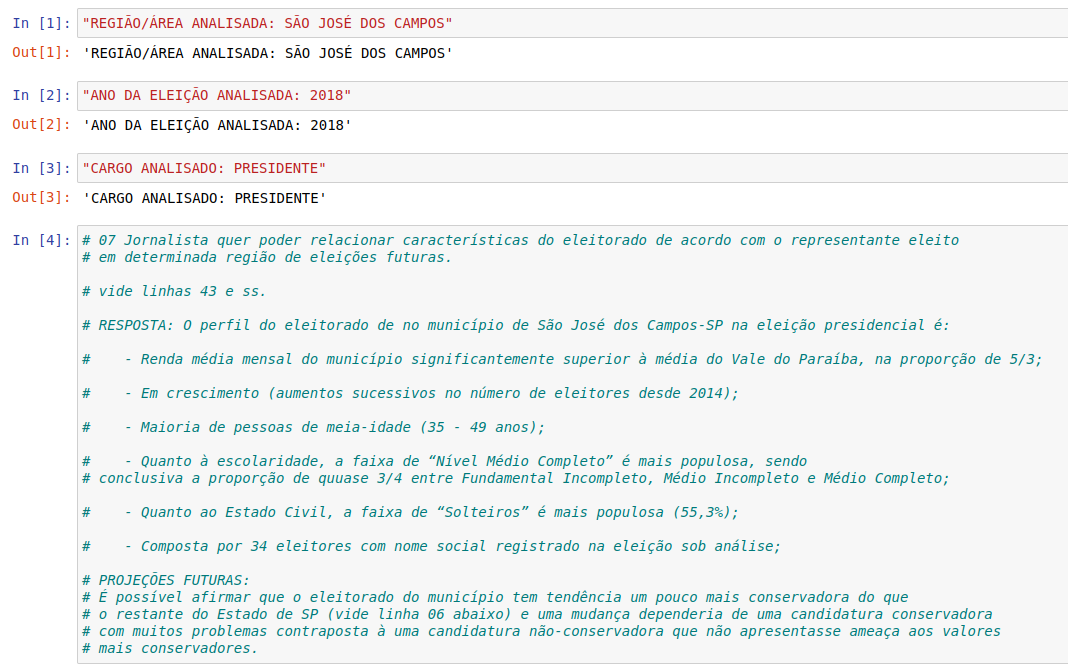 In [1]: "REGIÃO/ÁREA ANALISADA: SÃO JOSÉ DOS CAMPOS"
Out[1]: 'REGIÃO/ÁREA ANALISADA: SÃO JOSÉ DOS CAMPOS'
In [2]: "ANO DA ELEIÇÃO ANALISADA: 2018"
Out[2]: 'ANO DA ELEIÇÃO ANALISADA: 2018'
In [3]: "CARGO ANALISADO: PRESIDENTE"
Out[3]: 'CARGO ANALISADO: PRESIDENTE'
In [4]: # 07 Jornalista quer poder relacionar características do eleitorado de acordo com o representante eleito
# em determinada região de eleições futuras.
# vide linhas 43 e ss.
# RESPOSTA: O perfil do eleitorado de no município de São José dos Campos-SP na eleição presidencial é:
#    - Renda média mensal do município significantemente superior à média do Vale do Paraíba, na proporção de 5/3;
#    - Em crescimento (aumentos sucessivos no número de eleitores desde 2014);
#    - Maioria de pessoas de meia-idade (35 - 49 anos);
#    - Quanto à escolaridade, a faixa de “Nível Médio Completo” é mais populosa, sendo
# conclusiva a proporção de quuase 3/4 entre Fundamental Incompleto, Médio Incompleto e Médio Completo;
#    - Quanto ao Estado Civil, a faixa de “Solteiros” é mais populosa (55,3%);
#    - Composta por 34 eleitores com nome social registrado na eleição sob análise;
# PROJEÇÕES FUTURAS:
# É possível afirmar que o eleitorado do município tem tendência um pouco mais conservadora do que
# o restante do Estado de SP (vide linha 06 abaixo) e uma mudança dependeria de uma candidatura conservadora
# com muitos problemas contraposta à uma candidatura não-conservadora que não apresentasse ameaça aos valores
# mais conservadores.